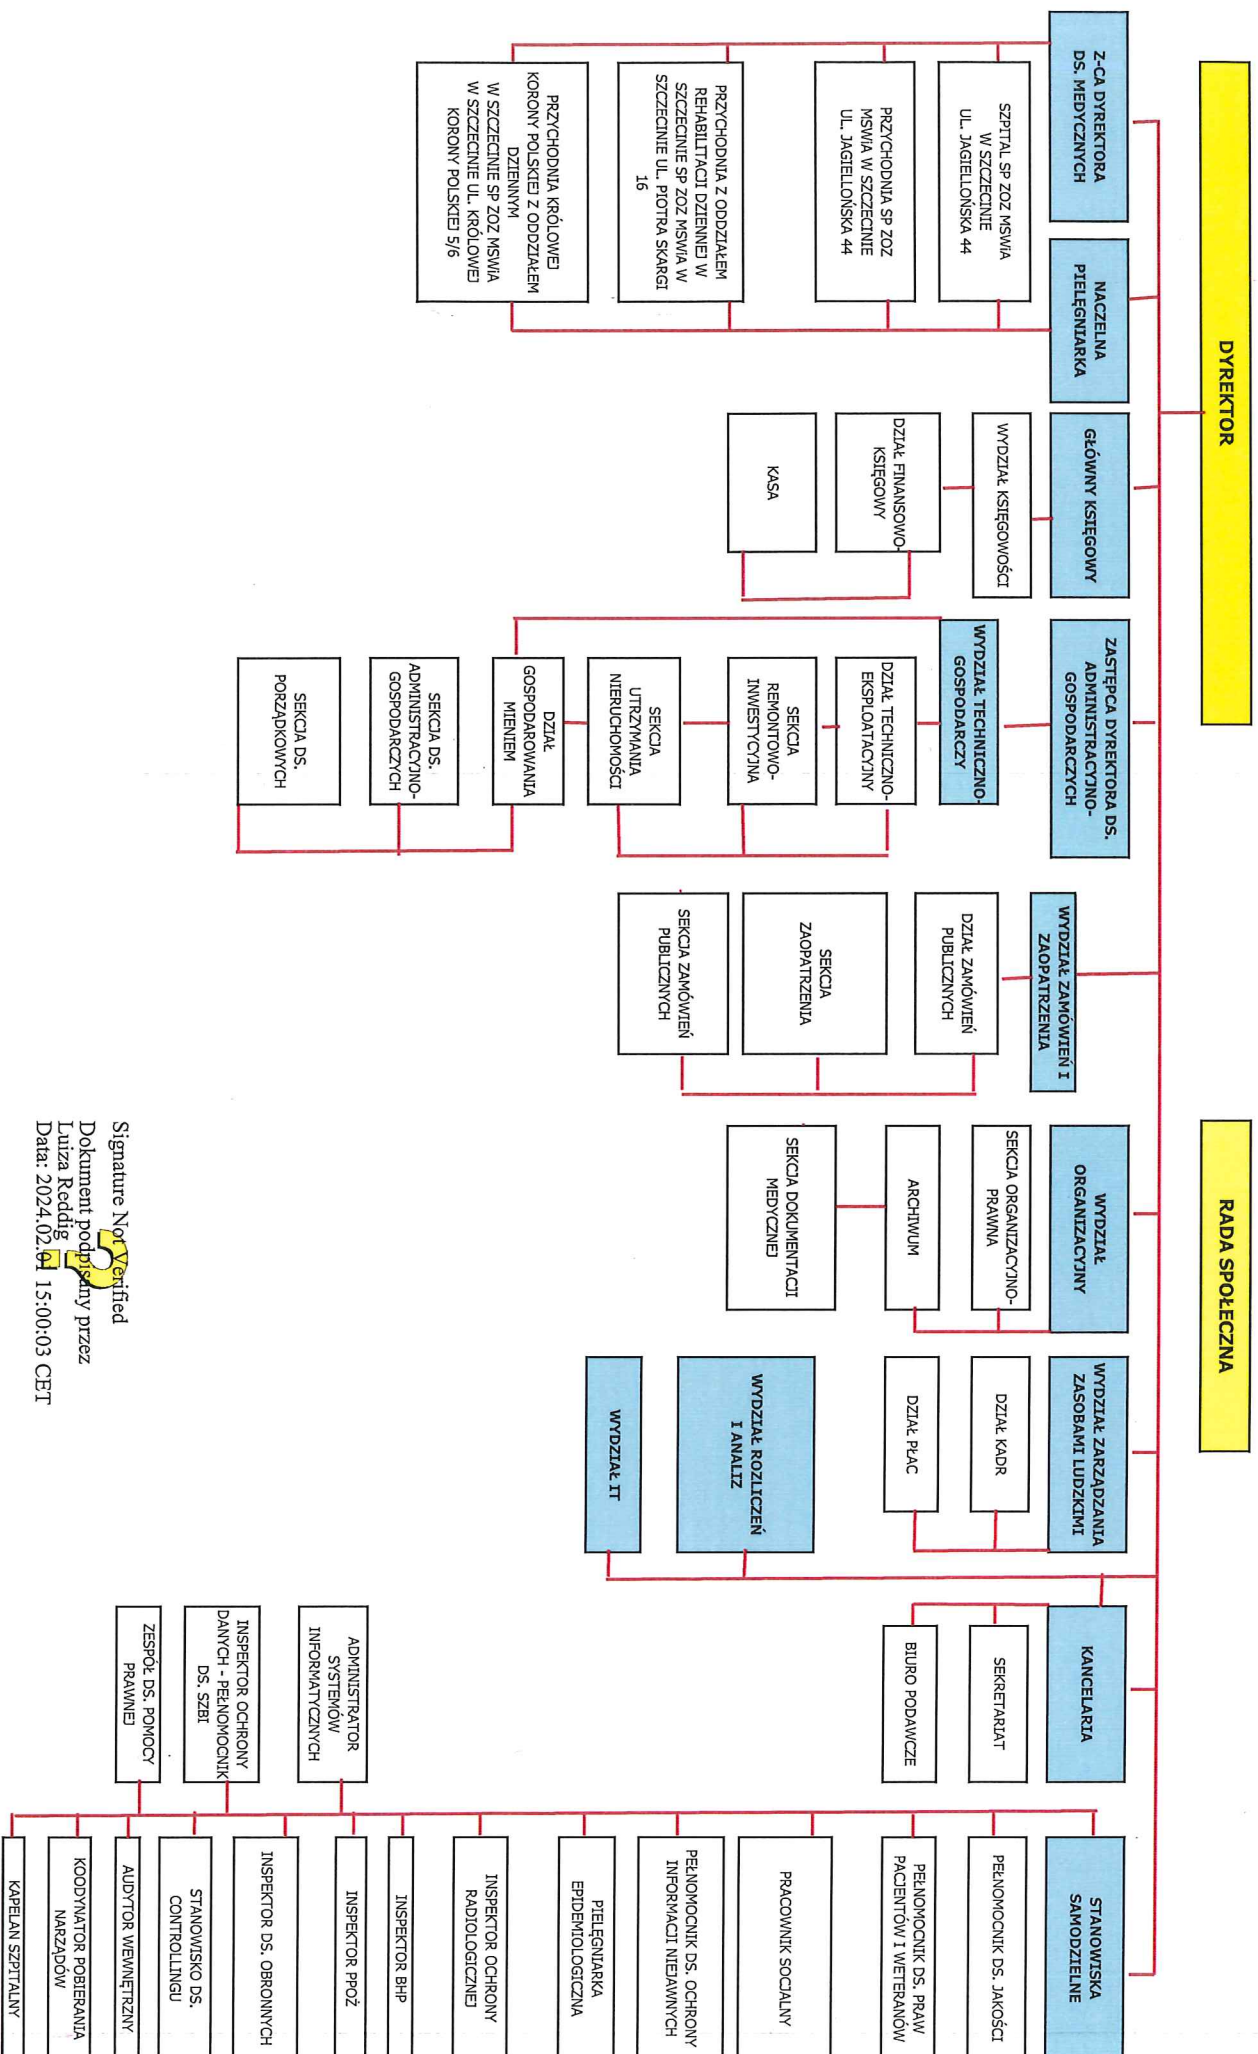 DYREKTOR
RADA SPOŁECZNA
Z-CA DYREKTORA
DS. MEDYCZNYCH
SZPITAL SP ZOZ MSWiA
W SZCZECINIE
UL. JAGIELLOŃSKA 44
PRZYCHODNIA SP ZOZ
MSWiA W SZCZECINIE
UL. JAGIELLOŃSKA 44
PRZYCHODNIA Z ODDZIAŁEM
REHABILITACJI DZIENNEJ W
SZCZECINIE SP ZOZ MSWiA W
SZCZECINIE UL. PIOTRA SKARGI
16
PRZYCHODNIA KRÓLOWEJ
KORONY POLSKIEJ Z ODDZIAŁEM
DZIENNYM
W SZCZECINIE SP ZOZ MSWiA
W SZCZECINIE UL. KRÓLOWEJ
KORONY POLSKIEJ 5/6
NACZELNA
PIELĘGNIARKA
GŁÓWNY KSIĘGOWY
WYDZIAŁ KSIĘGOWOŚCI
DZIAŁ FINANSOWO-
KSIĘGOWY
KASA
ZASTĘPCA DYREKTORA DS.
ADMINISTRACYJNO-
GOSPODARCZYCH
WYDZIAŁ TECHNICZNO-
GOSPODARCZY
DZIAŁ TECHNICZNO-
EKSPLOATACYJNY
SEKCJA
REMONTOWO-
INWESTYCYJNA
SEKCJA
UTRZYMANIA
NIERUCHOMOŚCI
DZIAŁ
GOSPODAROWANIA
MIENIEM
SEKCJA DS.
ADMINISTRACYJNO-
GOSPODARCZYCH
SEKCJA DS.
PORZĄDKOWYCH
WYDZIAŁ ZAMÓWIEŃ I
ZAOPATRZENIA
DZIAŁ ZAMÓWIEŃ
PUBLICZNYCH
SEKCJA
ZAOPATRZENIA
SEKCJA ZAMÓWIEŃ
PUBLICZNYCH
WYDZIAŁ
ORGANIZACYJNY
SEKCJA ORGANIZACYJNO-
PRAWNA
ARCHIWUM
SEKCJA DOKUMENTACJI
MEDYCZNEJ
WYDZIAŁ ZARZĄDZANIA
ZASOBAMI LUDZKIMI
DZIAŁ KADR
DZIAŁ PŁAC
WYDZIAŁ ROZLICZEŃ
I ANALIZ
WYDZIAŁ IT
KANCELARIA
SEKRETARIAT
BIURO PODAWCZE
ADMINISTRATOR
SYSTEMÓW
INFORMATYCZNYCH
INSPEKTOR OCHRONY
DANYCH - PEŁNOMOCNIK
DS. SZBI
ZESPÓŁ DS. POMOCY
PRAWNEJ
STANOWISKA
SAMODZIELNE
PEŁNOMOCNIK DS. JAKOŚCI
PEŁNOMOCNIK DS. PRAW
PACJENTÓW I WETERANÓW
PRACOWNIK SOCJALNY
PEŁNOMOCNIK DS. OCHRONY
INFORMACJI NIEJAWNYCH
PIELĘGNIARKA
EPIDEMIOLOGICZNA
INSPEKTOR OCHRONY
RADIOLOGICZNEJ
INSPEKTOR BHP
INSPEKTOR PPOŻ
INSPEKTOR DS. OBRONNYCH
STANOWISKO DS.
CONTROLLINGU
AUDYTOR WEWNĘTRZNY
KOODYNATOR POBIERANIA
NARZĄDÓW
KAPELAN SZPITALNY
Signature Not Verified
Dokument podpisany przez
Luiza Reddig
Data: 2024.02.01 15:00:03 CET